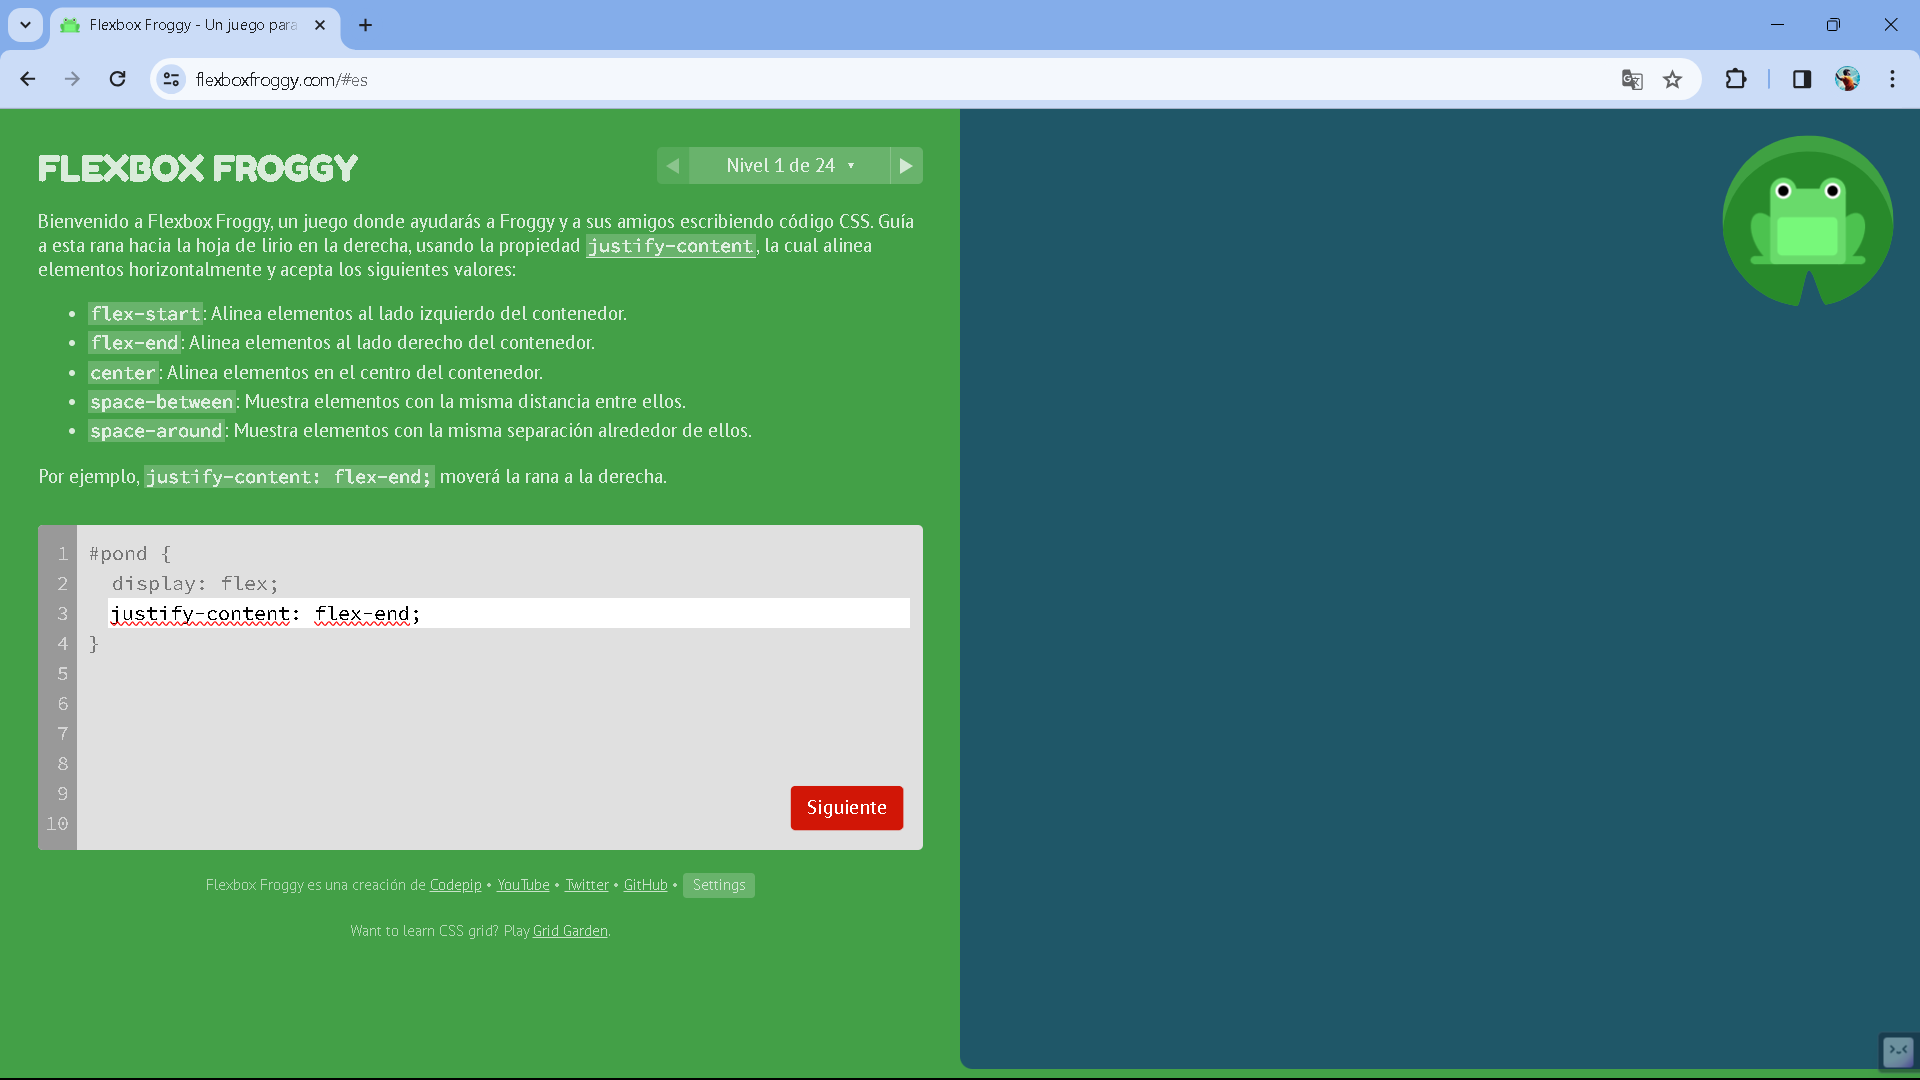 Flexbox Froggy - Un juego para
flexboxfroggy.com/#es
FLEXBOX FROGGY
Nivel 1 de 24
Bienvenido a Flexbox Froggy, un juego donde ayudarás a Froggy y a sus amigos escribiendo código CSS. Guía
a esta rana hacia la hoja de lirio en la derecha, usando la propiedad justify-content, la cual alinea
elementos horizontalmente y acepta los siguientes valores:
• flex-start: Alinea elementos al lado izquierdo del contenedor.
• flex-end: Alinea elementos al lado derecho del contenedor.
• center: Alinea elementos en el centro del contenedor.
• space-between: Muestra elementos con la misma distancia entre ellos.
• space-around: Muestra elementos con la misma separación alrededor de ellos.
Por ejemplo, justify-content: flex-end; moverá la rana a la derecha.
1 #pond {
2 display: flex;
3 justify-content: flex-end;
4 }
5
6
7
8
9
10
Siguiente
Flexbox Froggy es una creación de Codepip • YouTube • Twitter • GitHub • Settings
Want to learn CSS grid? Play Grid Garden.